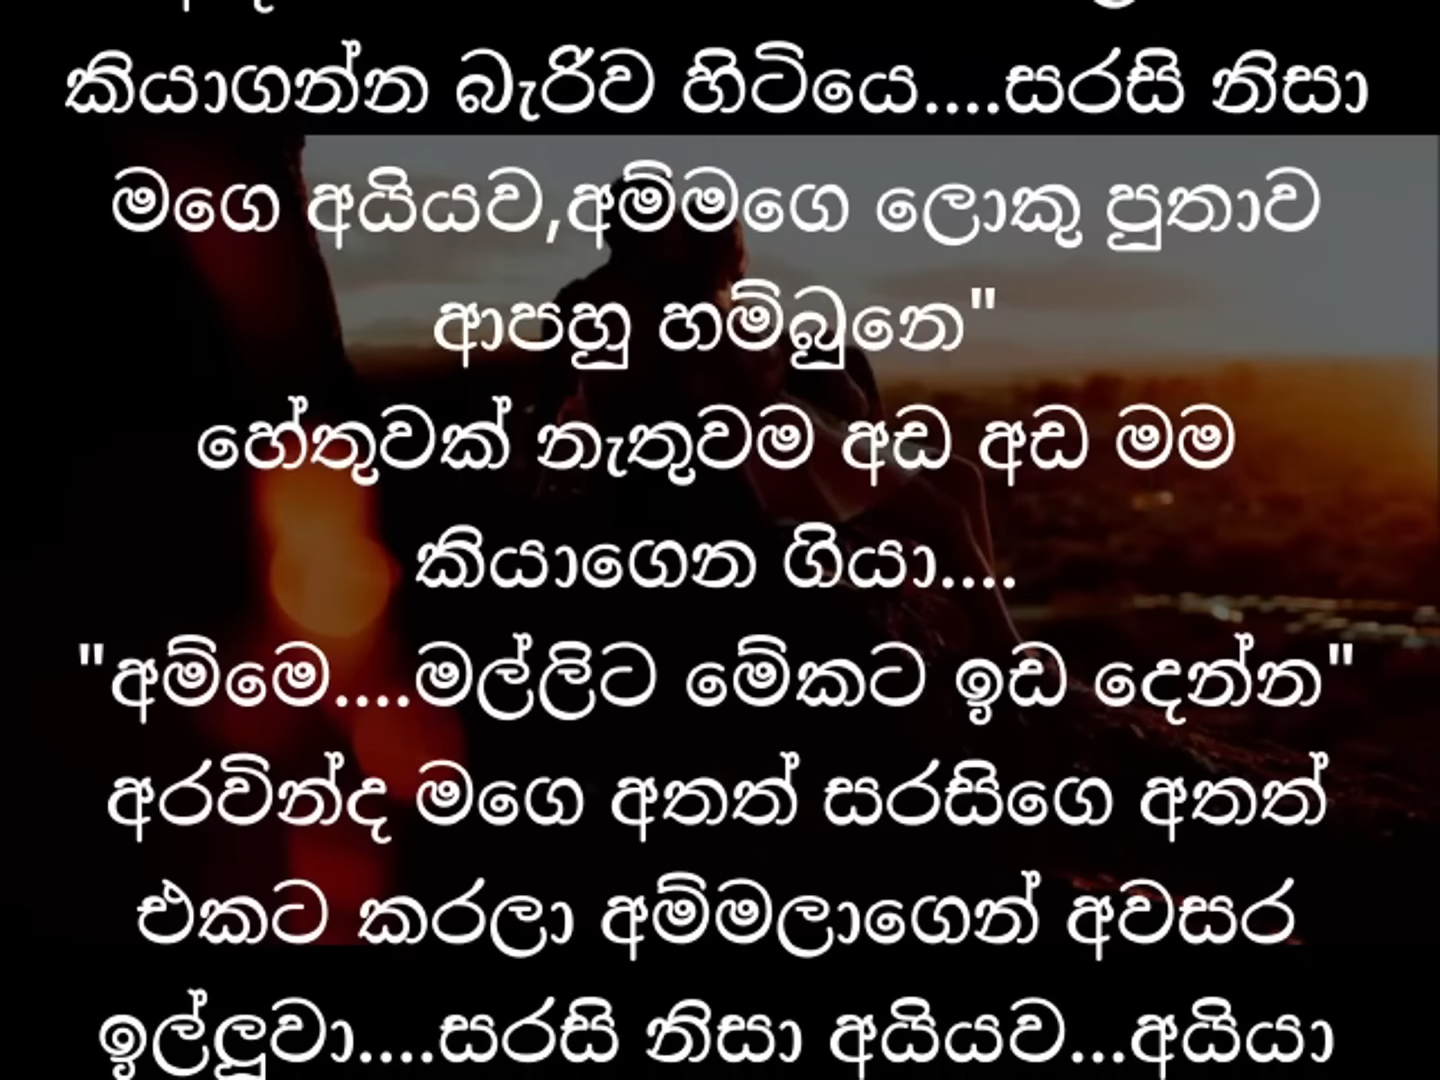 කියාගන්න බැරිව හිටියෙ....සරසි නිසා
මගෙ අයියව,අම්මගෙ ලොකු පුතාව
ආපහු හම්බුනෙ"
හේතුවක් නැතුවම අඩ අඩ මම
කියාගෙන ගියා....
"අම්මෙ....මල්ලිට මේකට ඉඩ දෙන්න"
අරවින්ද මගෙ අතත් සරසිගෙ අතත්
එකට කරලා අම්මලාගෙන් අවසර
ඉල්ලුවා....සරසි නිසා අයියව...අයියා